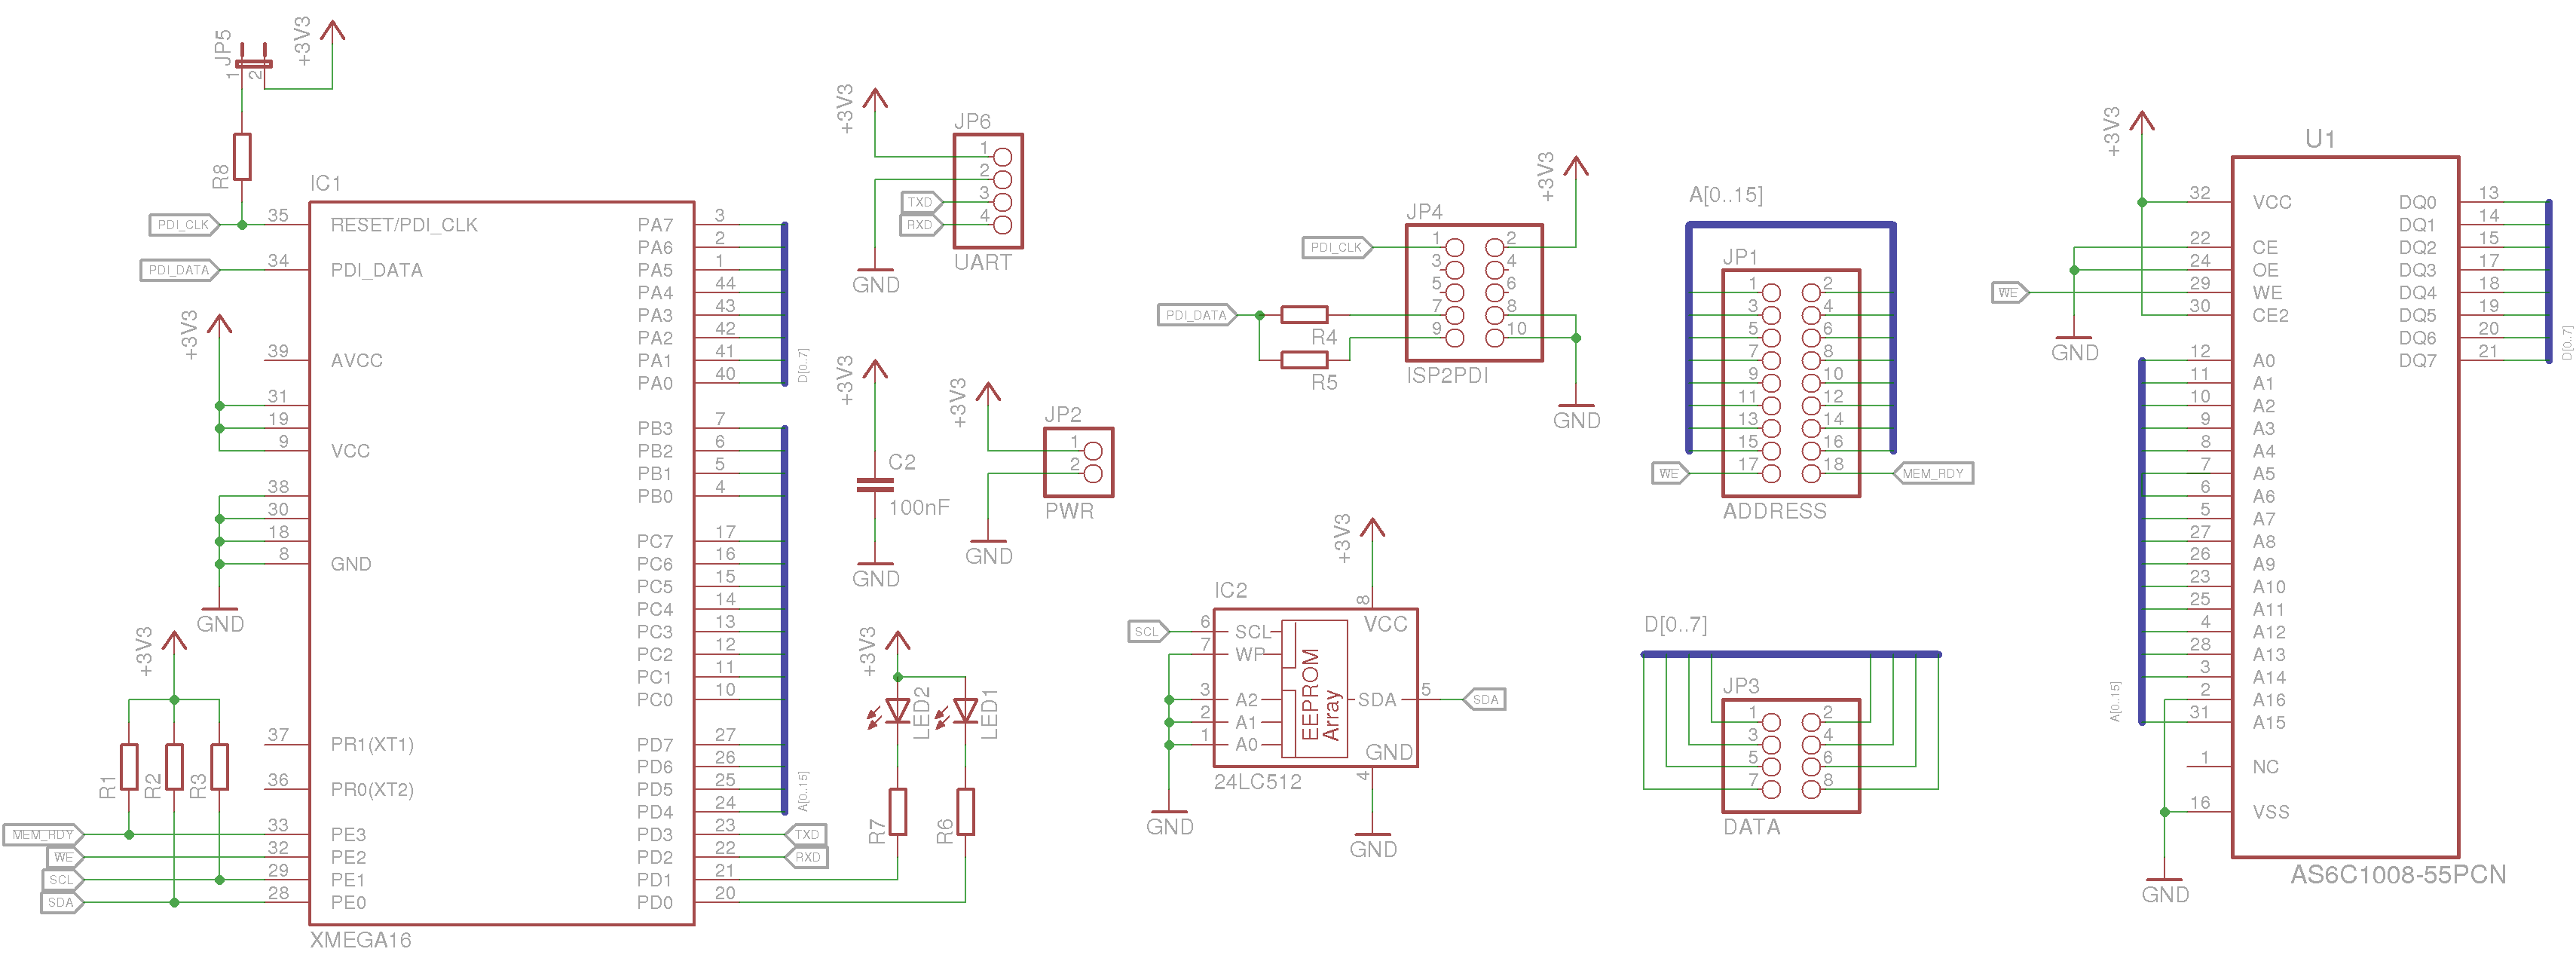 JP5
1
2
+3V3
R8
PDI_CLK
35
PDI_DATA
34
+3V3
39
31
19
9
38
30
18
8
GND
+3V3
R1
R2
R3
37
36
MEM_RDY
33
WE
32
SCL
29
SDA
28
IC1
RESET/PDI_CLK
PDI_DATA
AVCC
VCC
GND
PR1(XT1)
PR0(XT2)
PE3
PE2
PE1
PE0
XMEGA16
PA7 3
PA6 2
PA5 1
PA4 44
PA3 43
PA2 42
PA1 41
PA0 40
D[0..7]
PB3 7
PB2 6
PB1 5
PB0 4
PC7 17
PC6 16
PC5 15
PC4 14
PC3 13
PC2 12
PC1 11
PC0 10
PD7 27
PD6 26
PD5 25
PD4 24
A[0..15]
PD3 23 TXD
PD2 22 RXD
PD1 21
PD0 20
+3V3
JP6
1
2
TXD 3
RXD 4
UART
GND
+3V3
C2
100nF
GND
+3V3
JP2
1
2
PWR
GND
+3V3
LED2
LED1
R7
R6
+3V3
JP4
PDI_CLK
1 2
3 4
5 6
PDI_DATA
7 8
9 10
R4
R5
ISP2PDI
GND
+3V3
IC2
8
VCC
SCL
6 SCL
7 WP
3 A2
2 A1
1 A0
EEPROM
Array
SDA 5
SDA
GND
4
24LC512
GND
GND
A[0..15]
JP1
1 2
3 4
5 6
7 8
9 10
11 12
13 14
15 16
WE 17 18 MEM_RDY
ADDRESS
D[0..7]
JP3
1 2
3 4
5 6
7 8
DATA
+3V3
U1
32 VCC
22 CE
24 OE
WE
29 WE
30 CE2
GND
12 A0
11 A1
10 A2
9 A3
8 A4
7 A5
6 A6
5 A7
27 A8
26 A9
23 A10
25 A11
4 A12
28 A13
3 A14
2 A16
31 A15
A[0..15]
1 NC
16 VSS
GND
DQ0 13
DQ1 14
DQ2 15
DQ3 17
DQ4 18
DQ5 19
DQ6 20
DQ7 21
D[0..7]
AS6C1008-55PCN